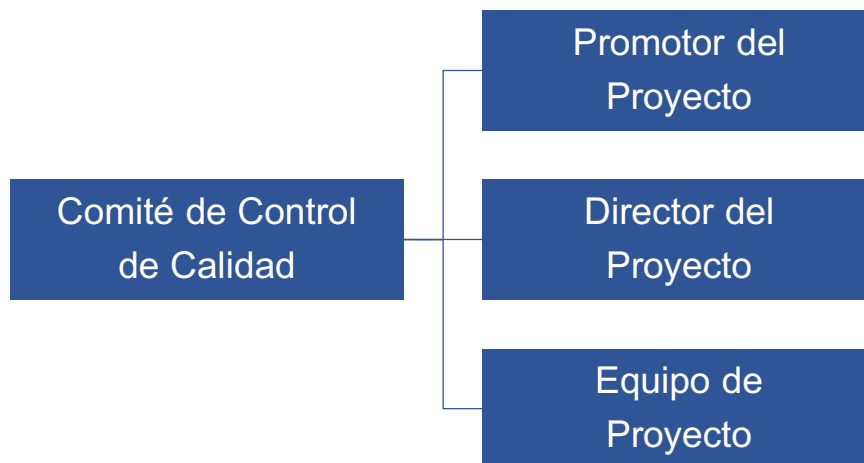 Promotor del
Proyecto
Comité de Control
de Calidad
Director del
Proyecto
Equipo de
Proyecto